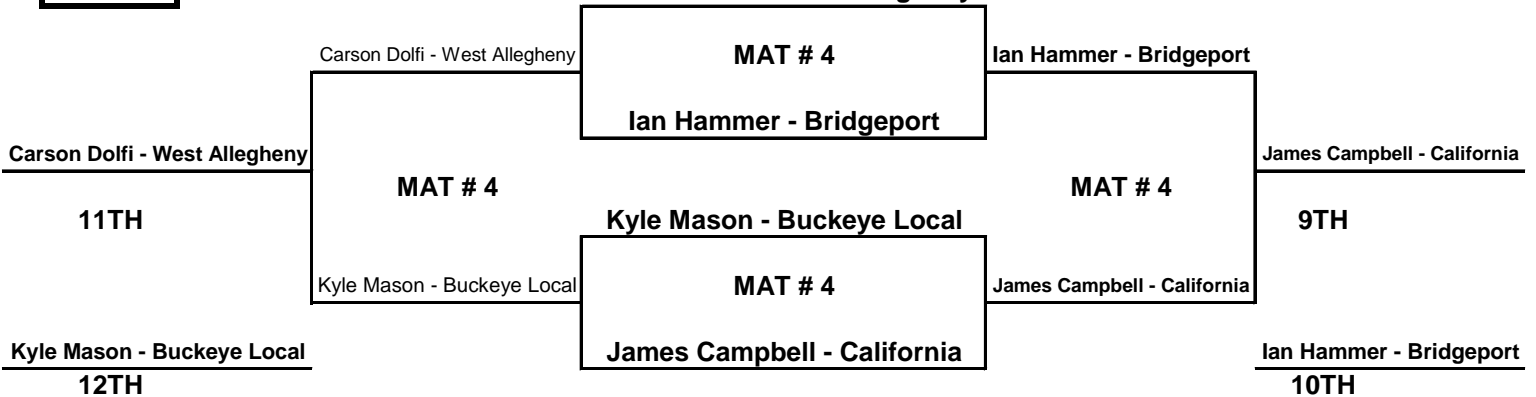 Carson Dolfi - West Allegheny
MAT # 4
Ian Hammer - Bridgeport
Ian Hammer - Bridgeport
Carson Dolfi - West Allegheny
James Campbell - California
MAT # 4
MAT # 4
11TH
Kyle Mason - Buckeye Local
9TH
Kyle Mason - Buckeye Local
MAT # 4
James Campbell - California
Kyle Mason - Buckeye Local
James Campbell - California
Ian Hammer - Bridgeport
12TH
10TH